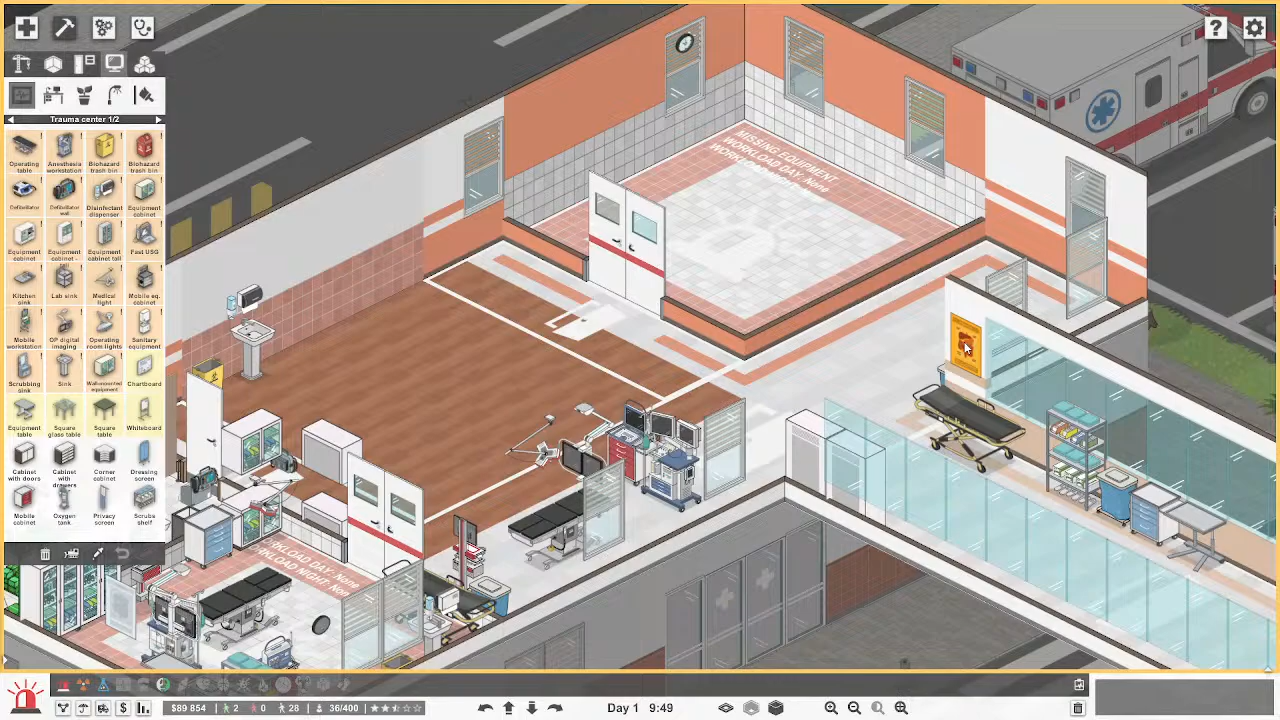 Trauma center 1/2
Operating table
Anesthesia workstation
Biohazard trash bin
Biohazard trash bin
Defibrillator
Defibrillator wall
Disinfectant dispenser
Equipment cabinet
Equipment cabinet
Equipment cabinet - tall
Equipment cabinet tall
Fast USG
Kitchen sink
Lab sink
Medical light
Mobile eq. cabinet
Mobile workstation
OP digital imaging
Operating room lights
Sanitary equipment
Scrubbing sink
Sink
Wallmounted equipment
Chartboard
Equipment table
Square glass table
Square table
Whiteboard
Cabinet with doors
Cabinet with drawers
Corner cabinet
Dressing screen
Mobile cabinet
Oxygen tank
Privacy screen
Scrubs shelf
MISSING EQUIPMENT
WORKLOAD DAY: None
WORKLOAD DAY: None
WORKLOAD NIGHT: Non
$89 854
2
0
28
36/400
Day 1 9:49
?